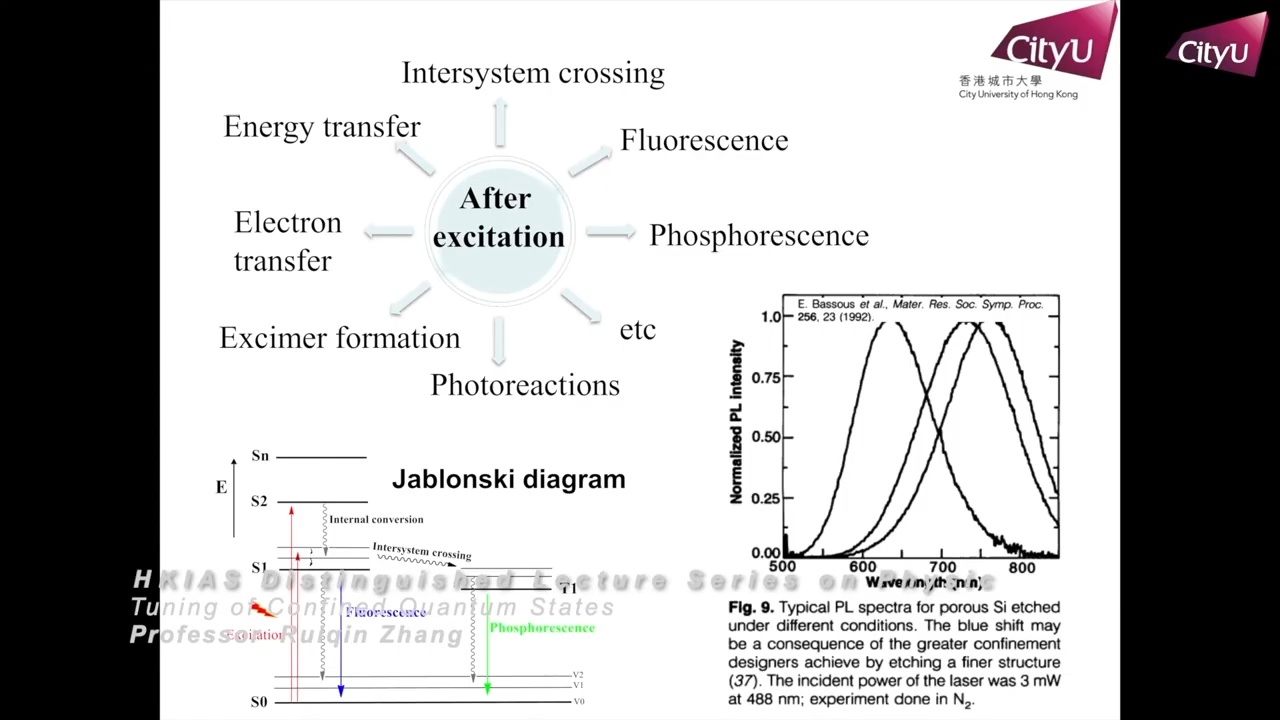 CityU
香港城市大學
City University of Hong Kong
CityU
Intersystem crossing
Energy transfer
Fluorescence
After
excitation
Electron
transfer
Phosphorescence
Excimer formation
etc
Photoreactions
Jablonski diagram
Sn
E
S2
Internal conversion
Intersystem crossing
S1
T1
Fluorescence
Phosphorescence
Excitation
V2
V1
S0
V0
E. Bassous et al., Mater. Res. Soc. Symp. Proc.
256, 23 (1992).
Normalized PL intensity
1.0
0.75
0.50
0.25
0.00
500
600
700
800
Wavelength (nm)
Fig. 9. Typical PL spectra for porous Si etched
under different conditions. The blue shift may
be a consequence of the greater confinement
designers achieve by etching a finer structure
(37). The incident power of the laser was 3 mW
at 488 nm; experiment done in N2.
HKIAS Distinguished Lecture Series on Physic
Tuning of Confined Quantum States
Professor Ruiqin Zhang